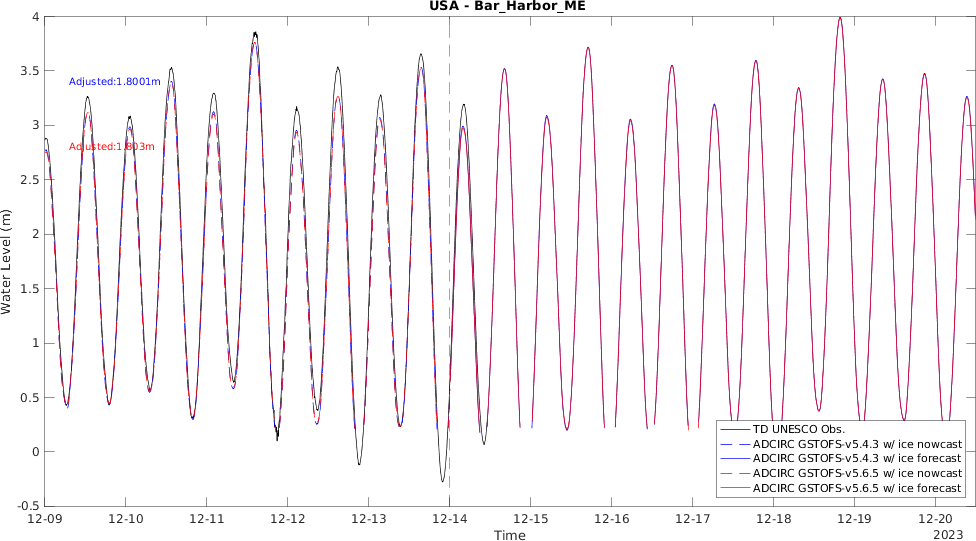 USA - Bar_Harbor_ME
4
3.5
3
2.5
2
1.5
1
0.5
0
-0.5
Water Level (m)
Adjusted:1.8001m
Adjusted:1.803m
TD UNESCO Obs.
ADCIRC GSTOFS-v5.4.3 w/ ice nowcast
ADCIRC GSTOFS-v5.4.3 w/ ice forecast
ADCIRC GSTOFS-v5.6.5 w/ ice nowcast
ADCIRC GSTOFS-v5.6.5 w/ ice forecast
12-09 12-10 12-11 12-12 12-13 12-14 12-15 12-16 12-17 12-18 12-19 12-20
Time
2023